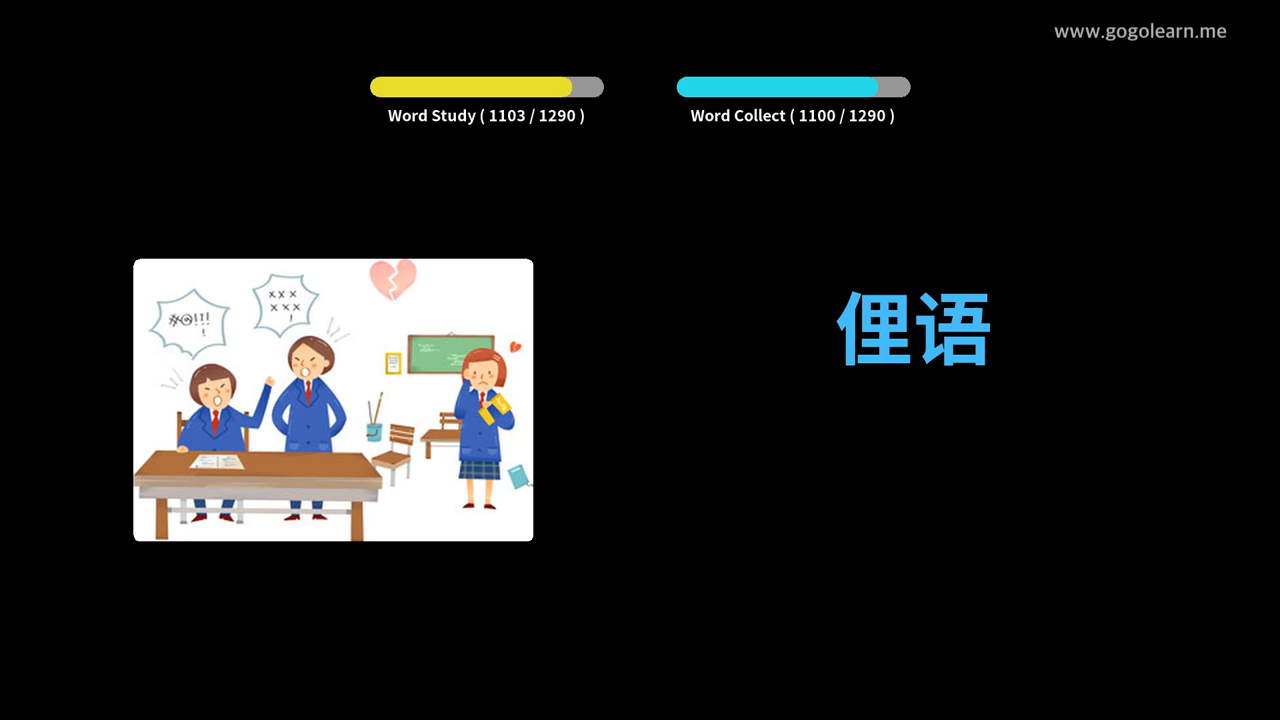 www.gogolearn.me
Word Study ( 1103 / 1290 )
Word Collect ( 1100 / 1290 )
#@!!!
!
x x x
x x x
!
俚语